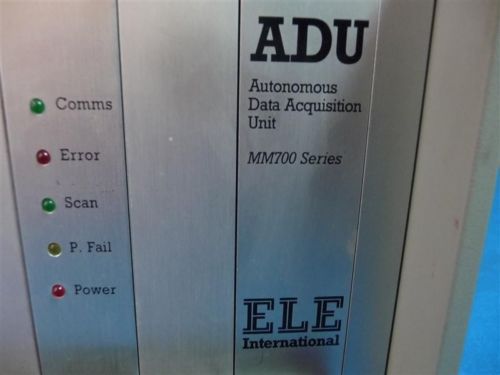 Comms
Error
Scan
P. Fail
Power
ADU
Autonomous
Data Acquisition
Unit
MM700 Series
ELE
International